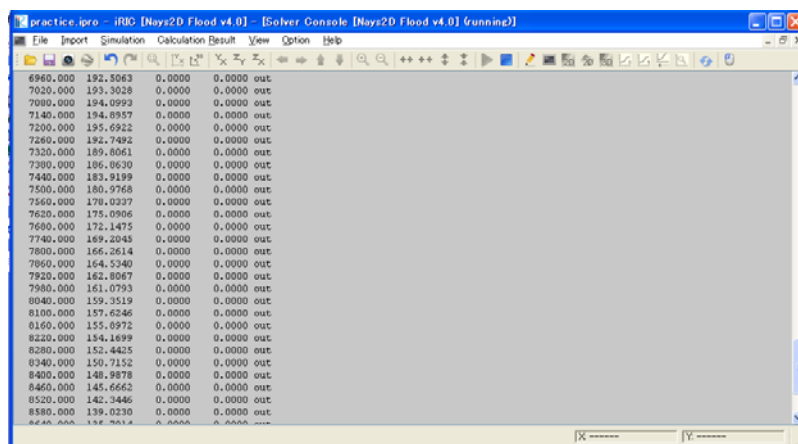 practice.ipro - iRIC [Nays2D Flood v4.0] - [Solver Console [Nays2D Flood v4.0] (running)]
File Import Simulation Calculation Result View Option Help
6960.000 192.5063 0.0000 0.0000 out
7020.000 193.3028 0.0000 0.0000 out
7080.000 194.0993 0.0000 0.0000 out
7140.000 194.8957 0.0000 0.0000 out
7200.000 195.6922 0.0000 0.0000 out
7260.000 192.7492 0.0000 0.0000 out
7320.000 189.8061 0.0000 0.0000 out
7380.000 186.8630 0.0000 0.0000 out
7440.000 183.9199 0.0000 0.0000 out
7500.000 180.9768 0.0000 0.0000 out
7560.000 178.0337 0.0000 0.0000 out
7620.000 175.0906 0.0000 0.0000 out
7680.000 172.1475 0.0000 0.0000 out
7740.000 169.2045 0.0000 0.0000 out
7800.000 166.2614 0.0000 0.0000 out
7860.000 164.5340 0.0000 0.0000 out
7920.000 162.8067 0.0000 0.0000 out
7980.000 161.0793 0.0000 0.0000 out
8040.000 159.3519 0.0000 0.0000 out
8100.000 157.6246 0.0000 0.0000 out
8160.000 155.8972 0.0000 0.0000 out
8220.000 154.1699 0.0000 0.0000 out
8280.000 152.4425 0.0000 0.0000 out
8340.000 150.7152 0.0000 0.0000 out
8400.000 148.9878 0.0000 0.0000 out
8460.000 145.6662 0.0000 0.0000 out
8520.000 142.3446 0.0000 0.0000 out
8580.000 139.0230 0.0000 0.0000 out
8640.000 135.7014 0.0000 0.0000 out
X ------ Y: ------